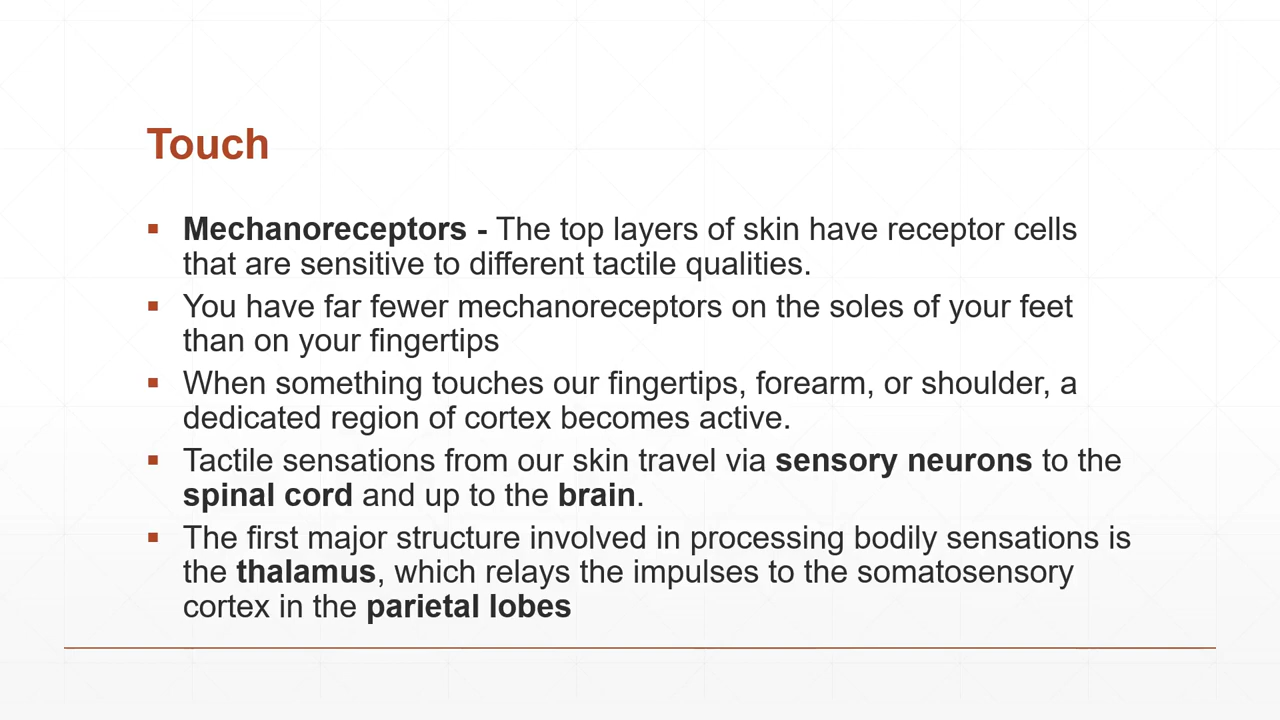 Touch
▪ Mechanoreceptors - The top layers of skin have receptor cells
that are sensitive to different tactile qualities.
▪ You have far fewer mechanoreceptors on the soles of your feet
than on your fingertips
▪ When something touches our fingertips, forearm, or shoulder, a
dedicated region of cortex becomes active.
▪ Tactile sensations from our skin travel via sensory neurons to the
spinal cord and up to the brain.
▪ The first major structure involved in processing bodily sensations is
the thalamus, which relays the impulses to the somatosensory
cortex in the parietal lobes